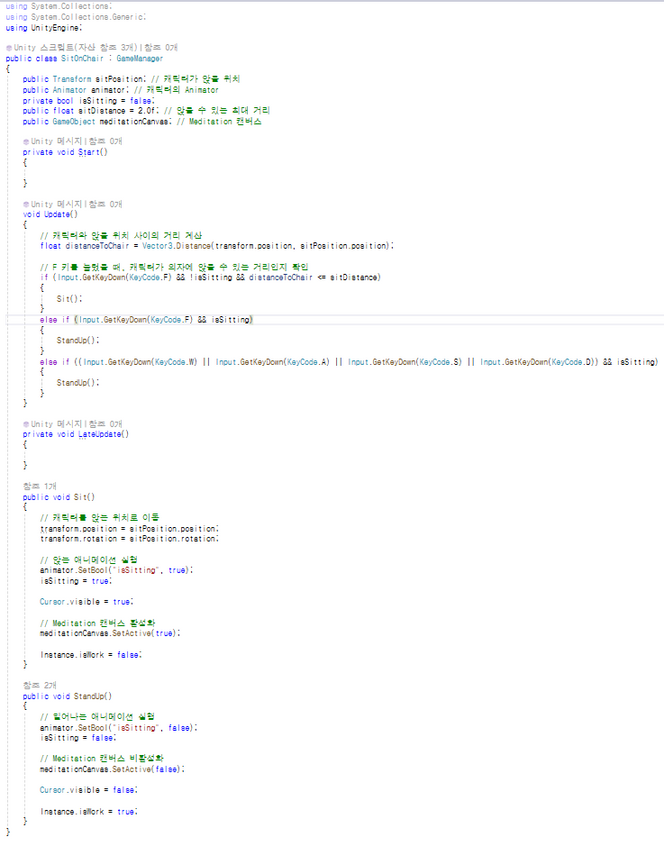 using System.Collections;
using System.Collections.Generic;
using UnityEngine;
Unity 스크립트(자산 참조 3개)|참조 0개
public class SitOnChair : GameManager
{
public Transform sitPosition; // 캐릭터가 앉을 위치
public Animator animator; // 캐릭터의 Animator
private bool isSitting = false;
public float sitDistance = 2.0f; // 앉을 수 있는 최대 거리
public GameObject meditationCanvas; // Meditation 캔버스
Unity 메시지|참조 0개
private void Start()
{
}
Unity 메시지|참조 0개
void Update()
{
// 캐릭터와 앉을 위치 사이의 거리 계산
float distanceToChair = Vector3.Distance(transform.position, sitPosition.position);
// F 키를 눌렀을 때, 캐릭터가 의자에 앉을 수 있는 거리인지 확인
if (Input.GetKeyDown(KeyCode.F) && !isSitting && distanceToChair <= sitDistance)
{
Sit();
}
else if (Input.GetKeyDown(KeyCode.F) && isSitting)
{
StandUp();
}
else if ((Input.GetKeyDown(KeyCode.W) || Input.GetKeyDown(KeyCode.A) || Input.GetKeyDown(KeyCode.S) || Input.GetKeyDown(KeyCode.D)) && isSitting)
{
StandUp();
}
}
Unity 메시지|참조 0개
private void LateUpdate()
{
}
참조 1개
public void Sit()
{
// 캐릭터를 앉는 위치로 이동
transform.position = sitPosition.position;
transform.rotation = sitPosition.rotation;
// 앉는 애니메이션 실행
animator.SetBool("isSitting", true);
isSitting = true;
Cursor.visible = true;
// Meditation 캔버스 활성화
meditationCanvas.SetActive(true);
Instance.isWork = false;
}
참조 2개
public void StandUp()
{
// 일어나는 애니메이션 실행
animator.SetBool("isSitting", false);
isSitting = false;
// Meditation 캔버스 비활성화
meditationCanvas.SetActive(false);
Cursor.visible = false;
Instance.isWork = true;
}
}